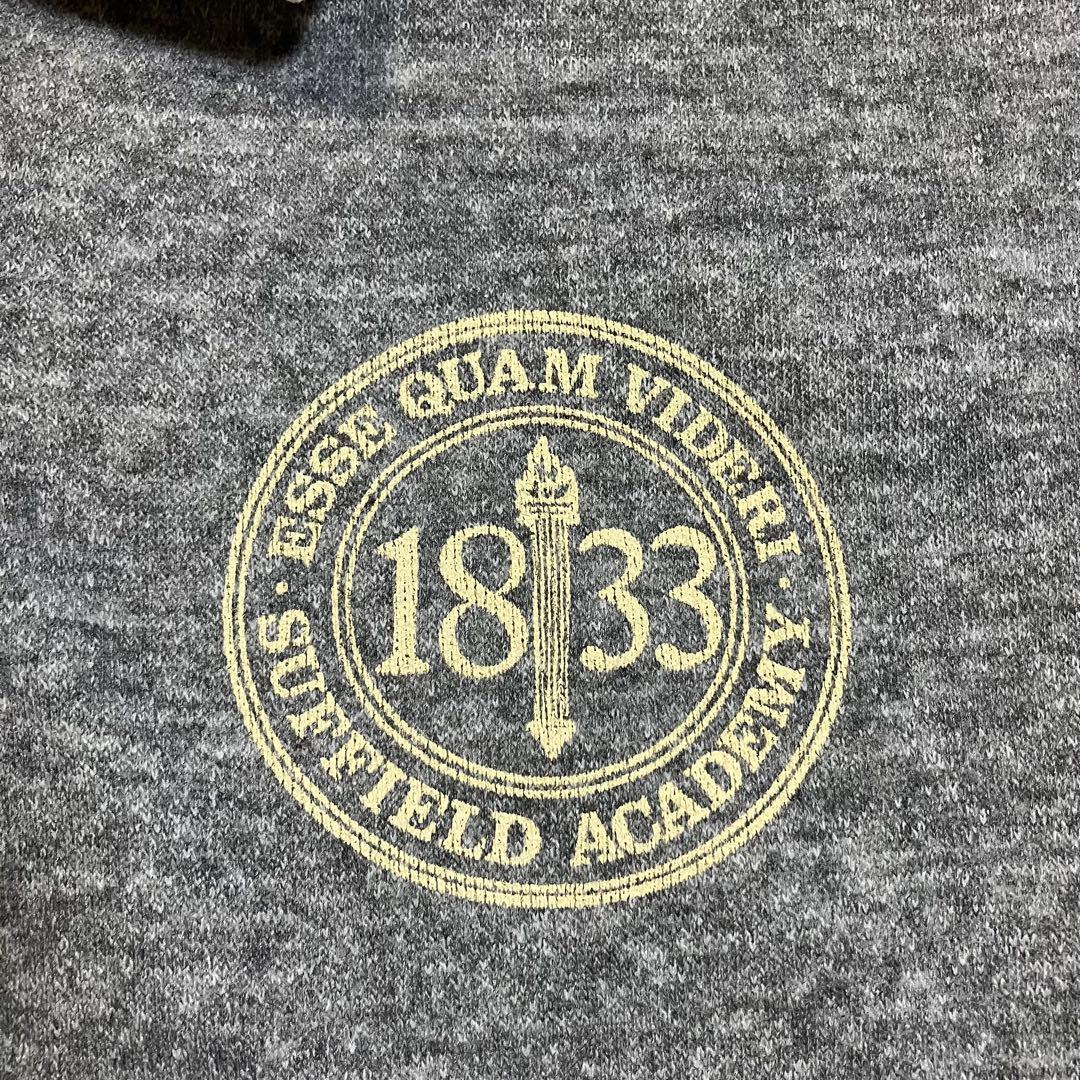 · ESSE QUAM VIDERI ·
1833
SUFFIELD ACADEMY